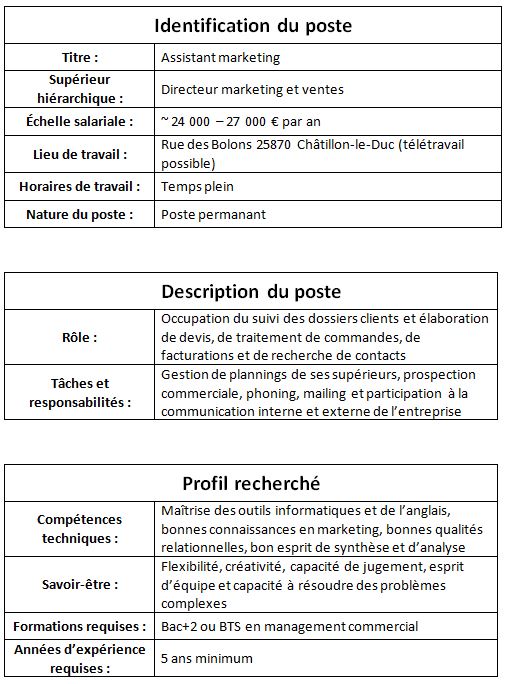 Identification du poste
Titre : Assistant marketing
Supérieur
hiérarchique : Directeur marketing et ventes
Échelle salariale : ~ 24 000 – 27 000 € par an
Lieu de travail : Rue des Bolons 25870 Châtillon-le-Duc (télétravail
possible)
Horaires de travail : Temps plein
Nature du poste : Poste permanant
Description du poste
Rôle : Occupation du suivi des dossiers clients et élaboration
de devis, de traitement de commandes, de
facturations et de recherche de contacts
Tâches et
responsabilités : Gestion de plannings de ses supérieurs, prospection
commerciale, phoning, mailing et participation à la
communication interne et externe de l’entreprise
Profil recherché
Compétences
techniques : Maîtrise des outils informatiques et de l’anglais,
bonnes connaissances en marketing, bonnes qualités
relationnelles, bon esprit de synthèse et d’analyse
Savoir-être : Flexibilité, créativité, capacité de jugement, esprit
d’équipe et capacité à résoudre des problèmes
complexes
Formations requises : Bac+2 ou BTS en management commercial
Années d’expérience
requises : 5 ans minimum